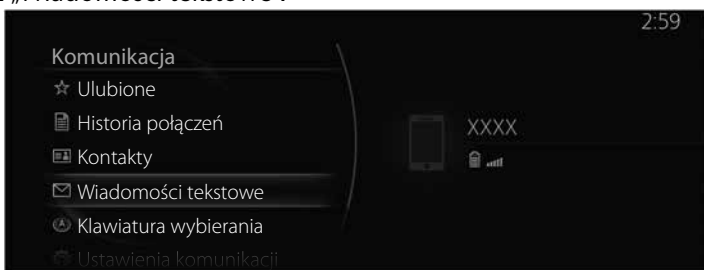 2:59
Komunikacja
Ulubione
Historia połączeń
Kontakty
XXXX
Wiadomości tekstowe
Klawiatura wybierania
Ustawienia komunikacji